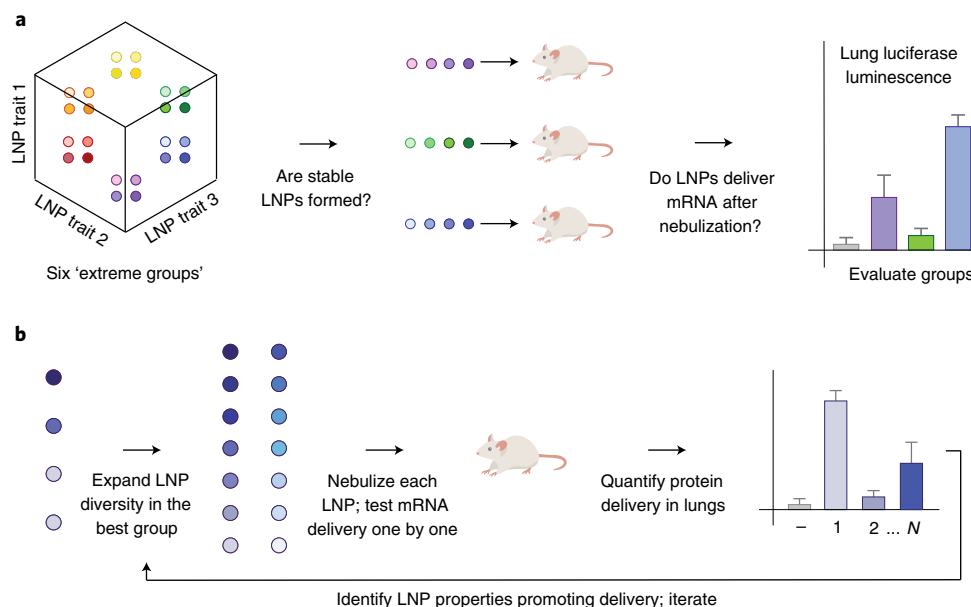 a
LNP trait 1
LNP trait 2
LNP trait 3
Six 'extreme groups'
Are stable
LNPs formed?
Do LNPs deliver
mRNA after
nebulization?
Lung luciferase
luminescence
Evaluate groups
b
Expand LNP
diversity in the
best group
Nebulize each
LNP; test mRNA
delivery one by one
Quantify protein
delivery in lungs
– 1 2 ... N
Identify LNP properties promoting delivery; iterate